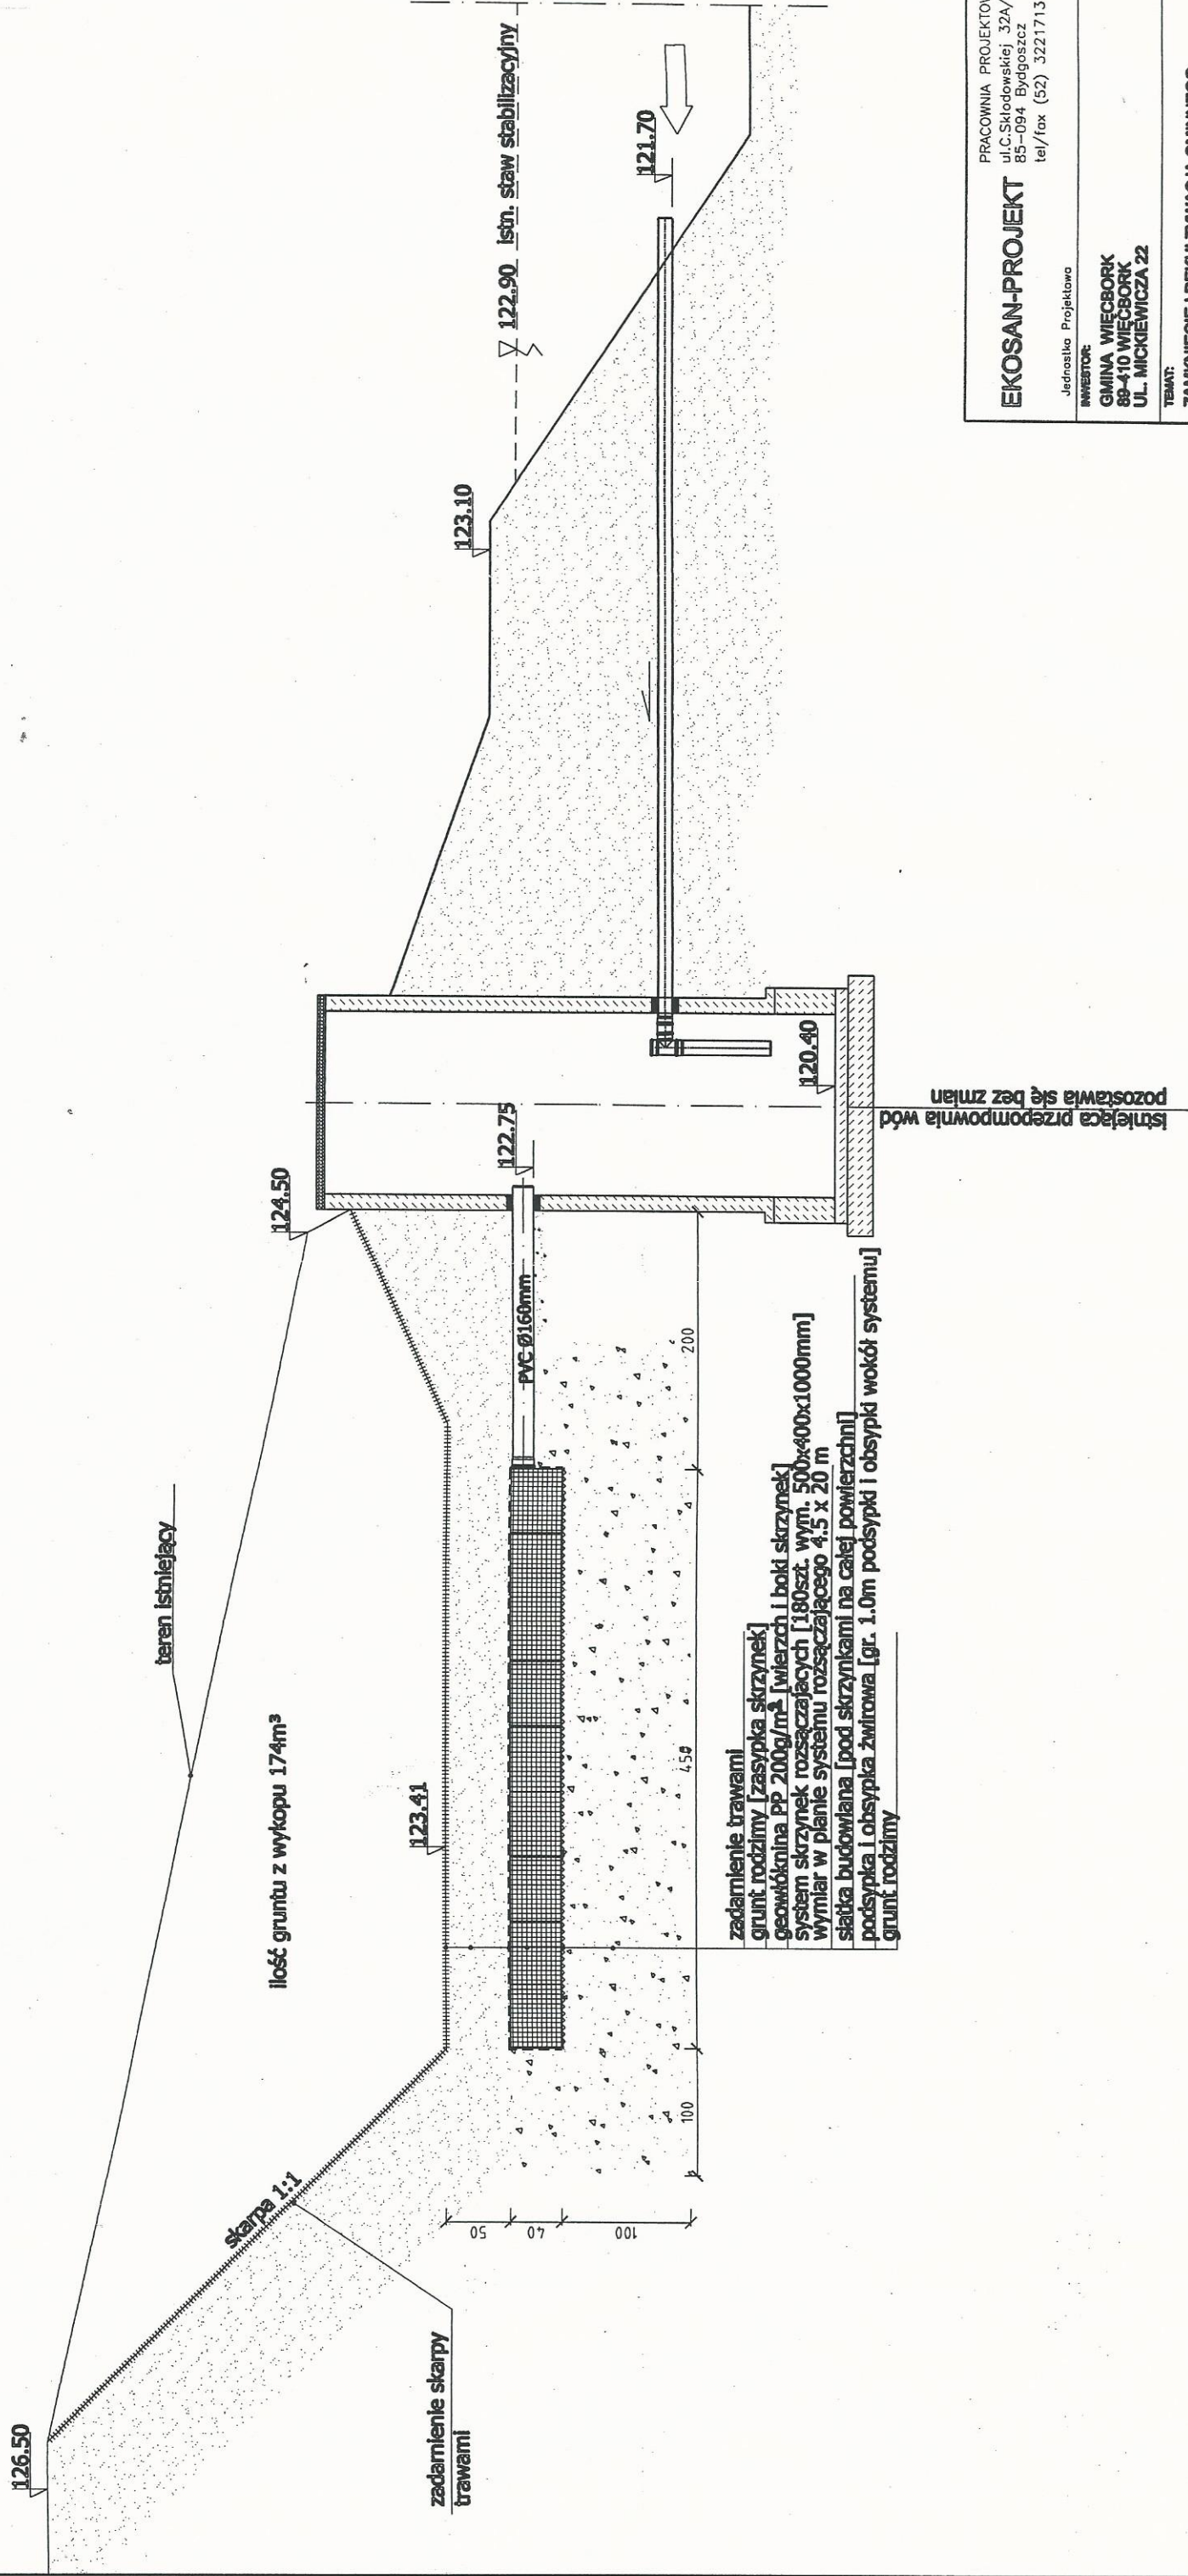 126.50
skarpa 1:1
zadarnienie skarpy
trawami
teren istniejący
ilość gruntu z wykopu 174m³
123.41
124.50
122.75
PVC Ø160mm
50
40
100
100
450
200
zadarnienie trawami
grunt rodzimy [zasypka skrzynek]
geowłóknina PP 200g/m² [wierzch i boki skrzynek]
system skrzynek rozsączających [180szt. wym. 500x400x1000mm]
wymiar w planie systemu rozsączającego 4.5 x 20 m
siatka budowlana [pod skrzynkami na całej powierzchni]
podsypka i obsypka żwirowa [gr. 1.0m podsypki i obsypki wokół systemu]
grunt rodzimy
120.40
istniejąca przepompownia wód
pozostawia się bez zmian
123.10
122.90 istn. staw stabilizacyjny
121.70
EKOSAN-PROJEKT
Jednostka Projektowa
PRACOWNIA PROJEKTOW
ul.C.Skłodowskiej 32A/
85-094 Bydgoszcz
tel/fax (52) 3221713
INWESTOR:
GMINA WIĘCBORK
89-410 WIĘCBORK
UL. MICKIEWICZA 22
TEMAT: